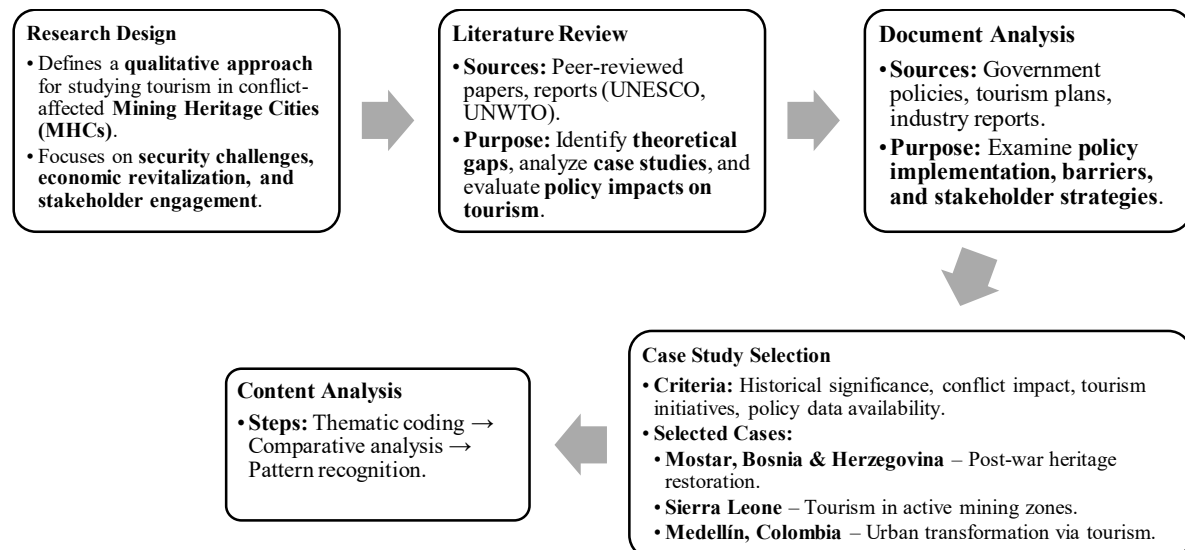 Research Design
• Defines a qualitative approach
for studying tourism in conflict-
affected Mining Heritage Cities
(MHCs).
• Focuses on security challenges,
economic revitalization, and
stakeholder engagement.
Literature Review
• Sources: Peer-reviewed
papers, reports (UNESCO,
UNWTO).
• Purpose: Identify theoretical
gaps, analyze case studies, and
evaluate policy impacts on
tourism.
Document Analysis
• Sources: Government
policies, tourism plans,
industry reports.
• Purpose: Examine policy
implementation, barriers,
and stakeholder strategies.
Case Study Selection
• Criteria: Historical significance, conflict impact, tourism
initiatives, policy data availability.
• Selected Cases:
• Mostar, Bosnia & Herzegovina – Post-war heritage
restoration.
• Sierra Leone – Tourism in active mining zones.
• Medellín, Colombia – Urban transformation via tourism.
Content Analysis
• Steps: Thematic coding →
Comparative analysis →
Pattern recognition.